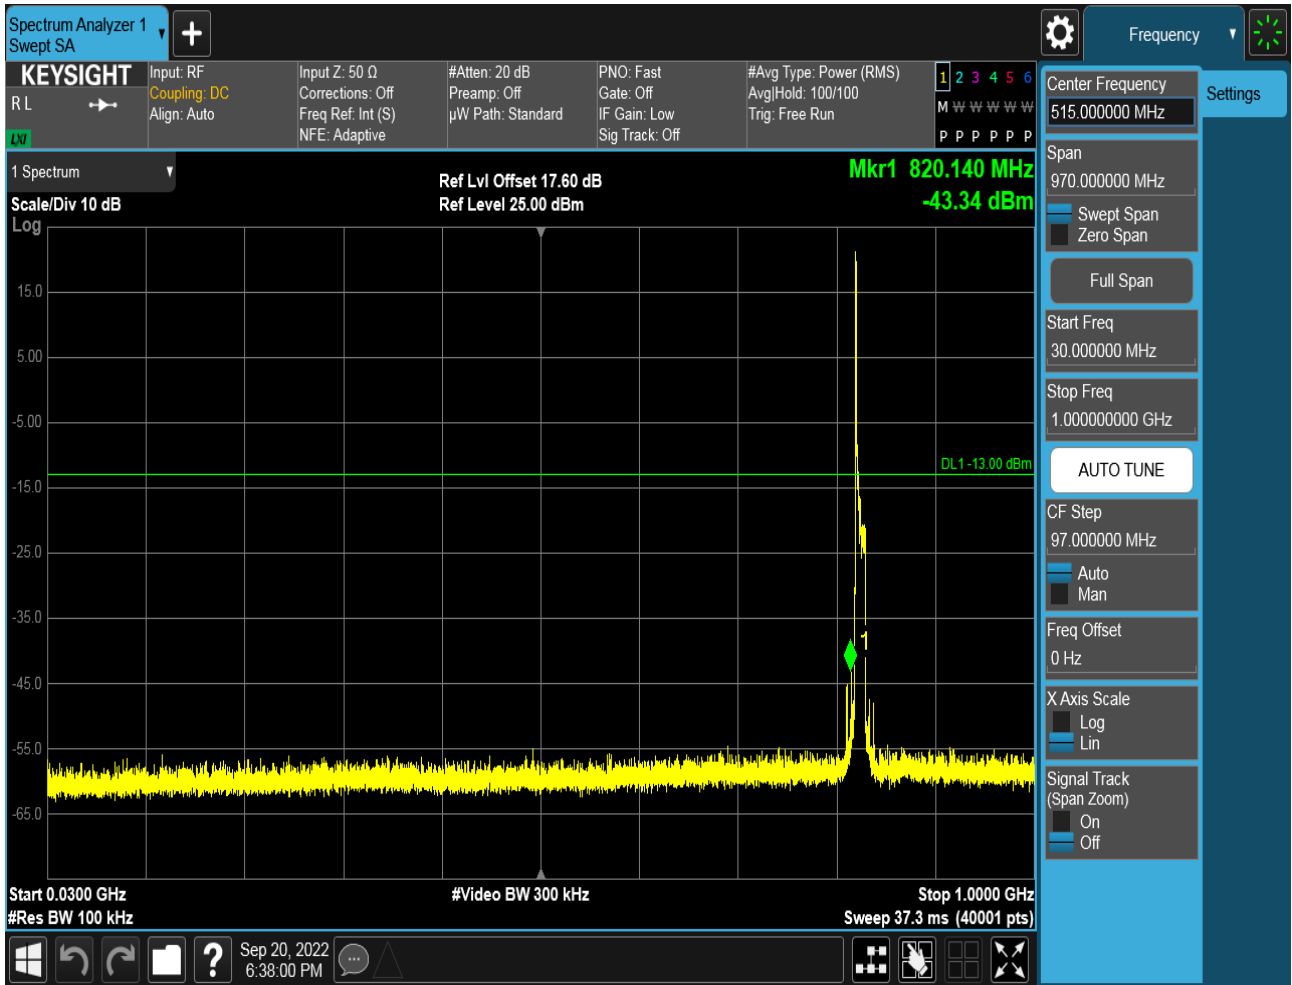 Spectrum Analyzer 1
Swept SA
Frequency
KEYSIGHT
R L
LXI
Input: RF
Coupling: DC
Align: Auto
Input Z: 50 Ω
Corrections: Off
Freq Ref: Int (S)
NFE: Adaptive
#Atten: 20 dB
Preamp: Off
µW Path: Standard
PNO: Fast
Gate: Off
IF Gain: Low
Sig Track: Off
#Avg Type: Power (RMS)
Avg|Hold: 100/100
Trig: Free Run
1 2 3 4 5 6
M W W W W W
P P P P P P
1 Spectrum
Scale/Div 10 dB
Log
Ref Lvl Offset 17.60 dB
Ref Level 25.00 dBm
Mkr1 820.140 MHz
-43.34 dBm
15.0
5.00
-5.00
-15.0
-25.0
-35.0
-45.0
-55.0
-65.0
DL1 -13.00 dBm
Start 0.0300 GHz
#Res BW 100 kHz
#Video BW 300 kHz
Stop 1.0000 GHz
Sweep 37.3 ms (40001 pts)
Sep 20, 2022
6:38:00 PM
Center Frequency
515.000000 MHz
Settings
Span
970.000000 MHz
Swept Span
Zero Span
Full Span
Start Freq
30.000000 MHz
Stop Freq
1.000000000 GHz
AUTO TUNE
CF Step
97.000000 MHz
Auto
Man
Freq Offset
0 Hz
X Axis Scale
Log
Lin
Signal Track
(Span Zoom)
On
Off